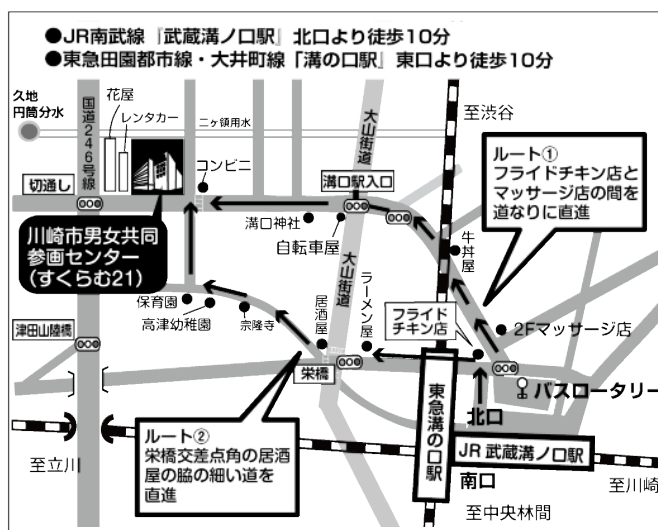 ●JR南武線『武蔵溝ノ口駅』北口より徒歩10分
●東急田園都市線・大井町線「溝の口駅」東口より徒歩10分
久地
円筒分水
国道246号線
花屋
レンタカー
二ヶ領用水
コンビニ
大山街道
至渋谷
ルート①
フライドチキン店と
マッサージ店の間を
道なりに直進
切通し
溝口駅入口
溝口神社
自転車屋
牛丼屋
川崎市男女共同
参画センター
(すくらむ21)
大山街道
ラーメン屋
居酒屋
保育園
高津幼稚園
宗隆寺
フライド
チキン店
2Fマッサージ店
津田山陸橋
栄橋
バスロータリー
北口
東急溝の口駅
ルート②
栄橋交差点角の居酒
屋の脇の細い道を
直進
JR 武蔵溝ノ口駅
南口
至立川
至川崎
至中央林間